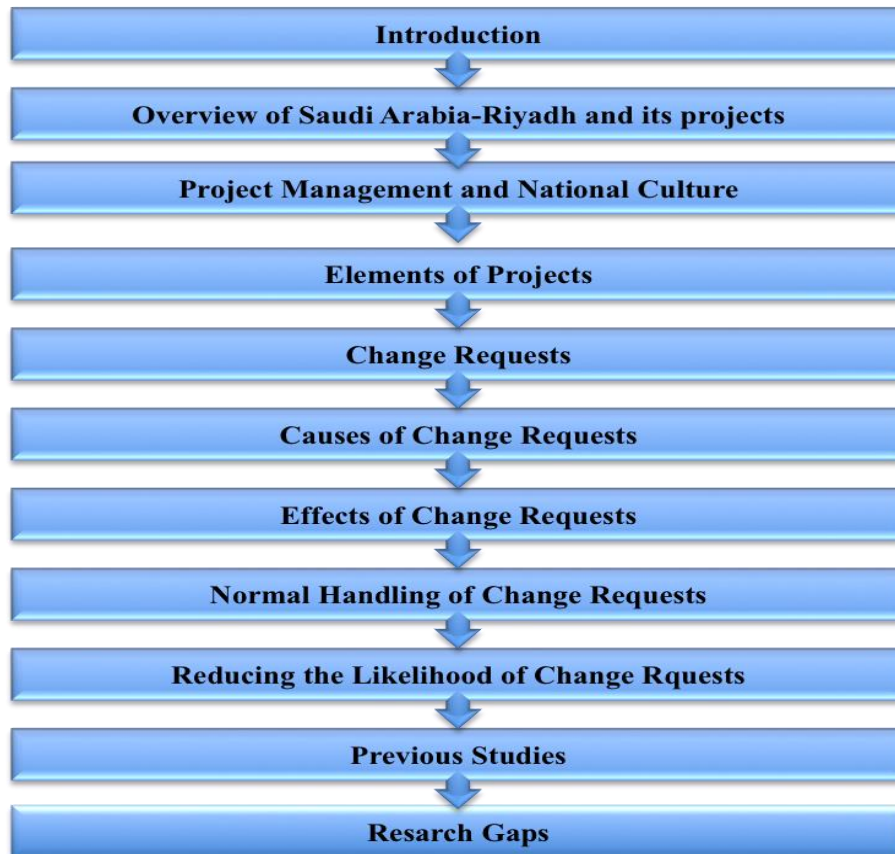 Introduction
Overview of Saudi Arabia-Riyadh and its projects
Project Management and National Culture
Elements of Projects
Change Requests
Causes of Change Requests
Effects of Change Requests
Normal Handling of Change Requests
Reducing the Likelihood of Change Rquests
Previous Studies
Resarch Gaps